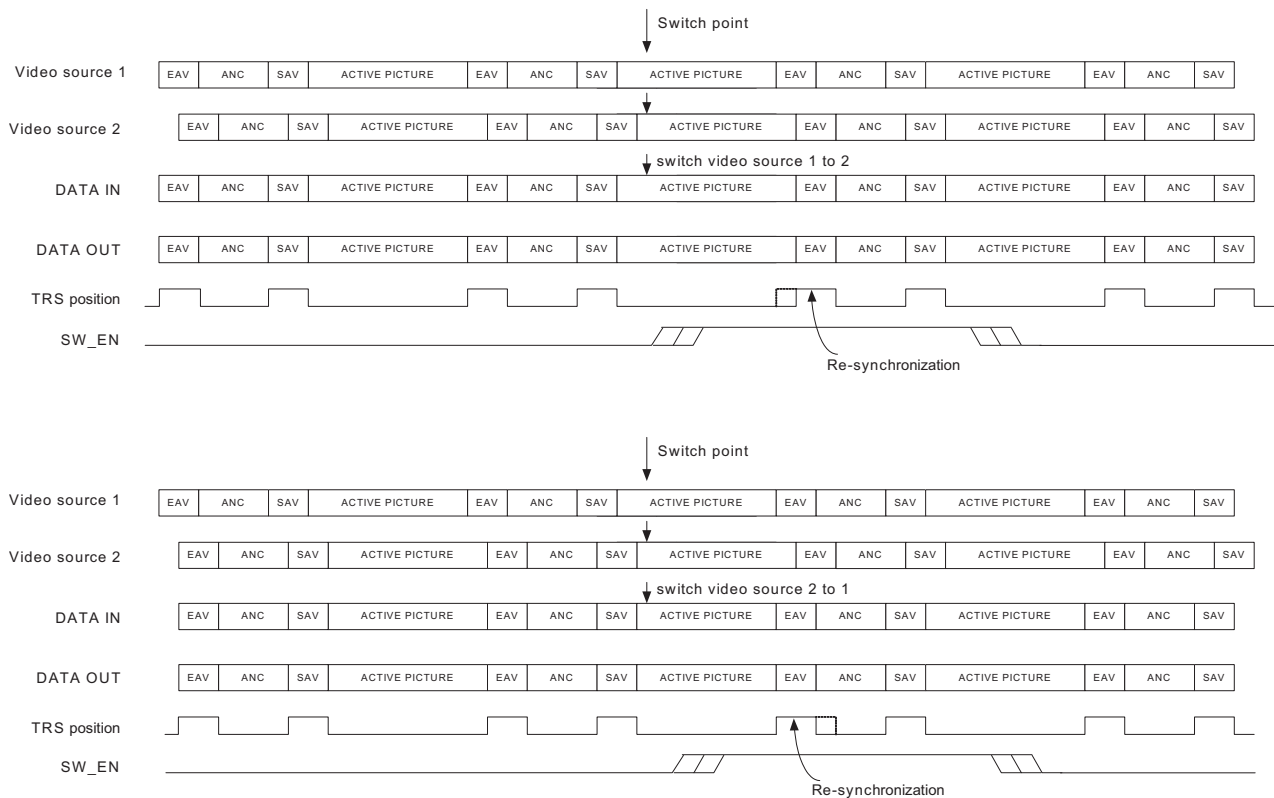 Switch point
Video source 1 EAV ANC SAV ACTIVE PICTURE EAV ANC SAV ACTIVE PICTURE EAV ANC SAV ACTIVE PICTURE EAV ANC SAV
Video source 2 EAV ANC SAV ACTIVE PICTURE EAV ANC SAV ACTIVE PICTURE EAV ANC SAV ACTIVE PICTURE EAV ANC SAV
switch video source 1 to 2
DATA IN EAV ANC SAV ACTIVE PICTURE EAV ANC SAV ACTIVE PICTURE EAV ANC SAV ACTIVE PICTURE EAV ANC SAV
DATA OUT EAV ANC SAV ACTIVE PICTURE EAV ANC SAV ACTIVE PICTURE EAV ANC SAV ACTIVE PICTURE EAV ANC SAV
TRS position
SW_EN
Re-synchronization
Switch point
Video source 1 EAV ANC SAV ACTIVE PICTURE EAV ANC SAV ACTIVE PICTURE EAV ANC SAV ACTIVE PICTURE EAV ANC SAV
Video source 2 EAV ANC SAV ACTIVE PICTURE EAV ANC SAV ACTIVE PICTURE EAV ANC SAV ACTIVE PICTURE EAV ANC SAV
switch video source 2 to 1
DATA IN EAV ANC SAV ACTIVE PICTURE EAV ANC SAV ACTIVE PICTURE EAV ANC SAV ACTIVE PICTURE EAV ANC SAV
DATA OUT EAV ANC SAV ACTIVE PICTURE EAV ANC SAV ACTIVE PICTURE EAV ANC SAV ACTIVE PICTURE EAV ANC SAV
TRS position
SW_EN
Re-synchronization